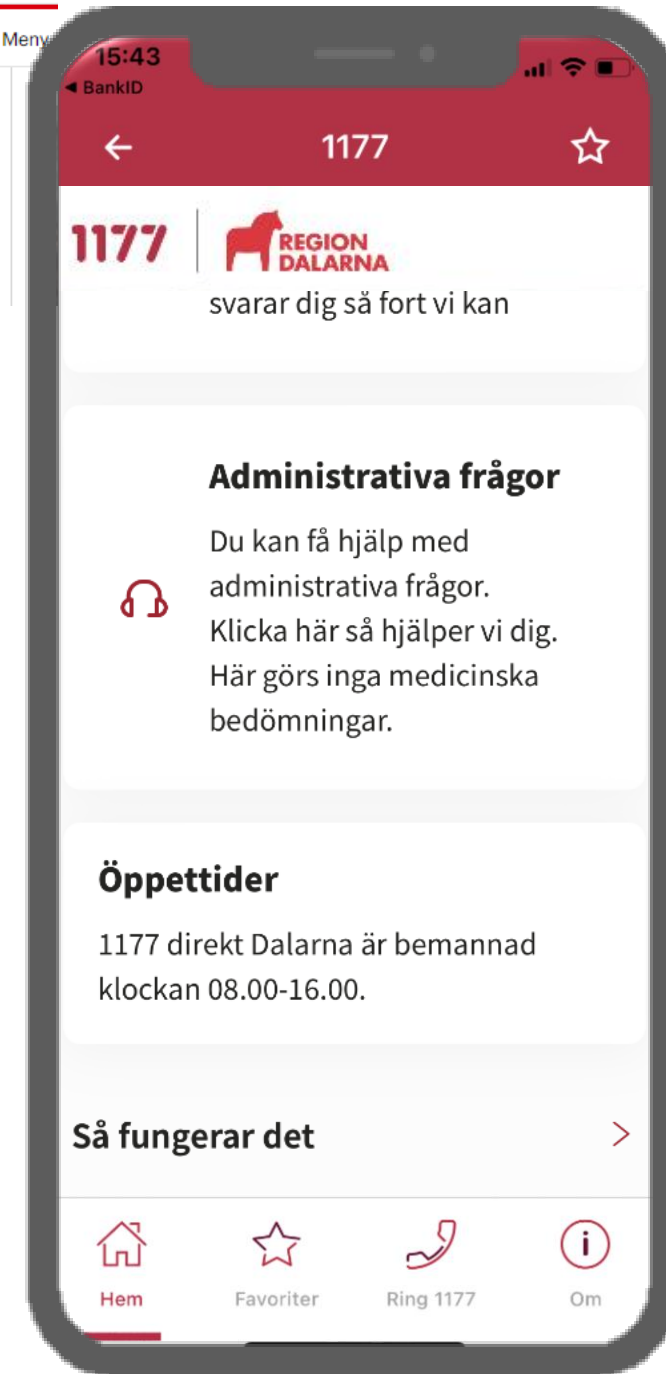 Meny
15:43
◀ BankID
1177
1177
REGION
DALARNA
svarar dig så fort vi kan
Administrativa frågor
Du kan få hjälp med
administrativa frågor.
Klicka här så hjälper vi dig.
Här görs inga medicinska
bedömningar.
Öppettider
1177 direkt Dalarna är bemannad
klockan 08.00-16.00.
Så fungerar det
Hem
Favoriter
Ring 1177
Om